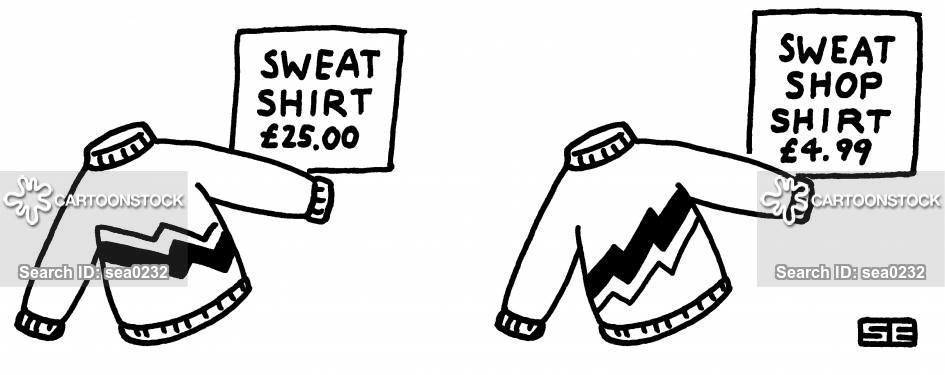 SWEAT
SHIRT
£25.00
SWEAT
SHOP
SHIRT
£4.99
CARTOONSTOCK
Search ID: sea0232
CARTOONSTOCK
Search ID: sea0232
SE